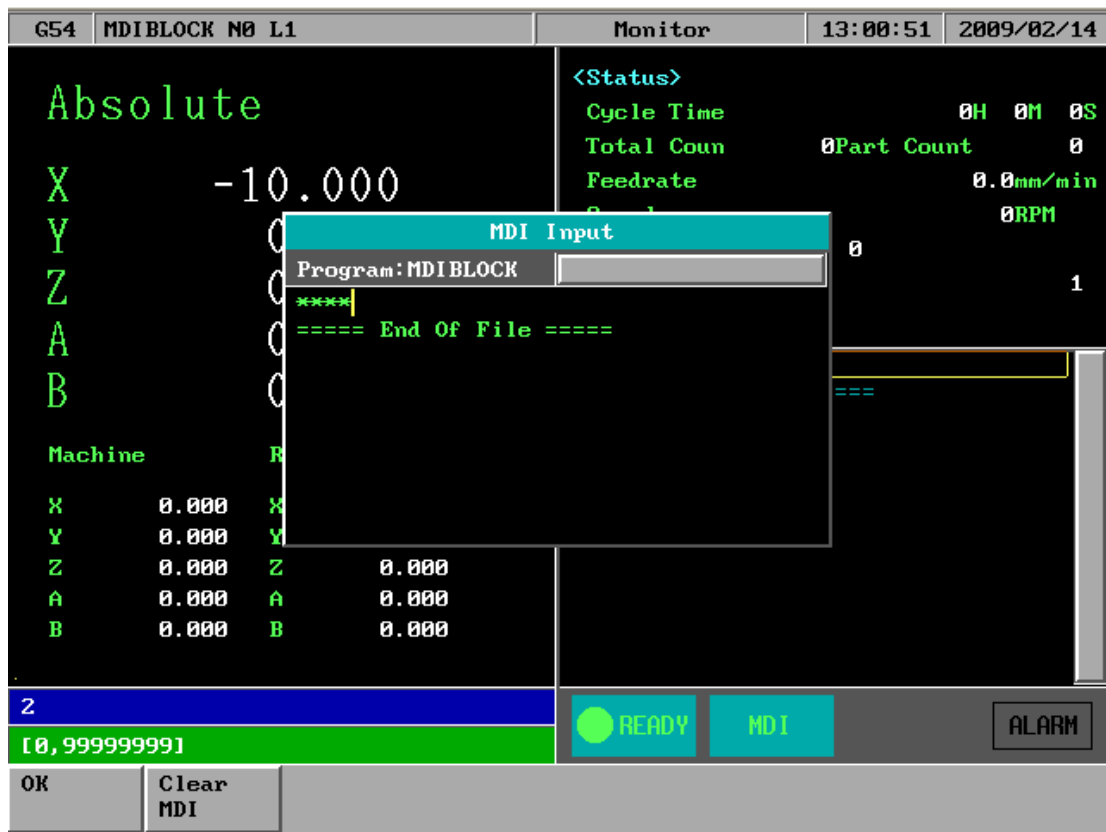 G54 MDIBLOCK N0 L1 Monitor 13:00:51 2009/02/14
Absolute
X -10.000
Y
Z
A
B
Machine
X 0.000 X
Y 0.000 Y
Z 0.000 Z 0.000
A 0.000 A 0.000
B 0.000 B 0.000
<Status>
Cycle Time 0H 0M 0S
Total Coun 0Part Count 0
Feedrate 0.0mm/min
0RPM
0
1
MDI Input
Program:MDIBLOCK
****
===== End Of File =====
===
2
[0,99999999]
READY MDI ALARM
OK Clear
MDI